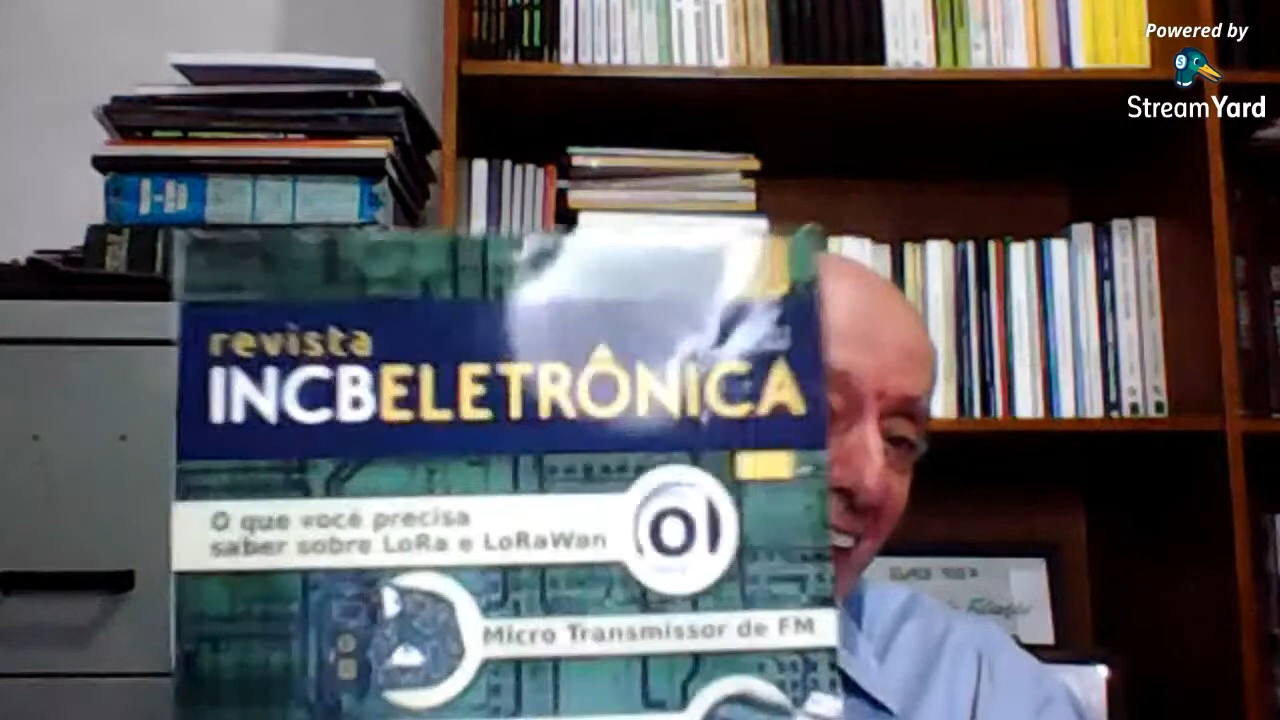 Powered by
StreamYard
revista
INCBELETRÔNICA
O que você precisa
saber sobre LoRa e LoRaWan
01
Micro Transmissor de FM